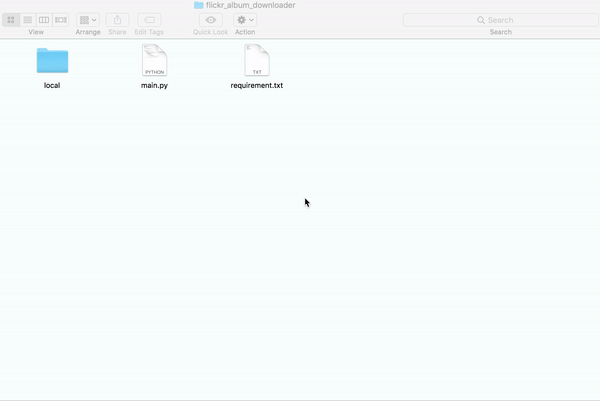 flickr_album_downloader
View Arrange Share Edit Tags Quick Look Action Search
Search
PYTHON TXT
local main.py requirement.txt